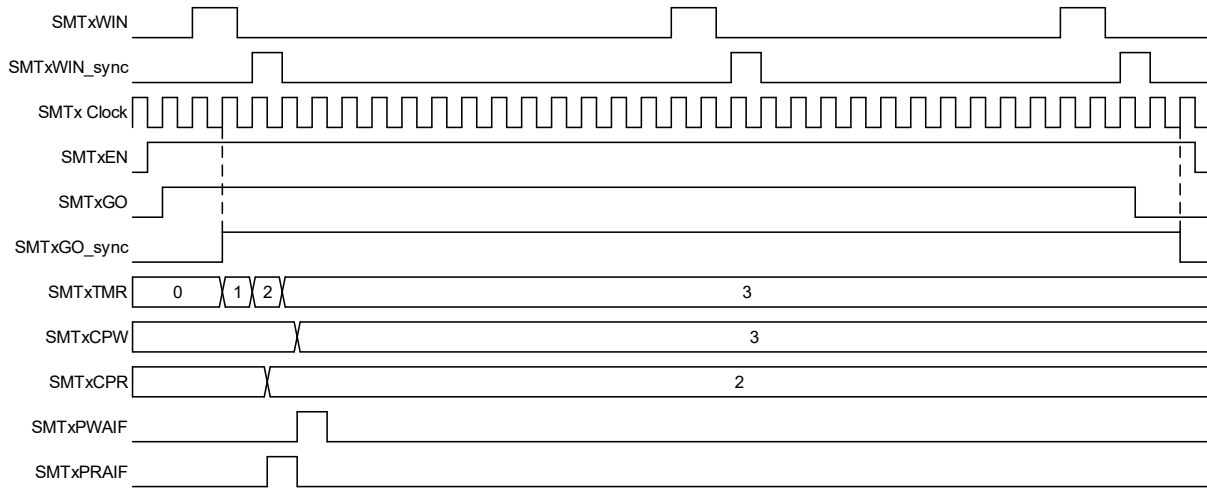 SMTxWIN
SMTxWIN_sync
SMTx Clock
SMTxEN
SMTxGO
SMTxGO_sync
SMTxTMR 0 1 2 3
SMTxCPW 3
SMTxCPR 2
SMTxPWAIF
SMTxPRAIF